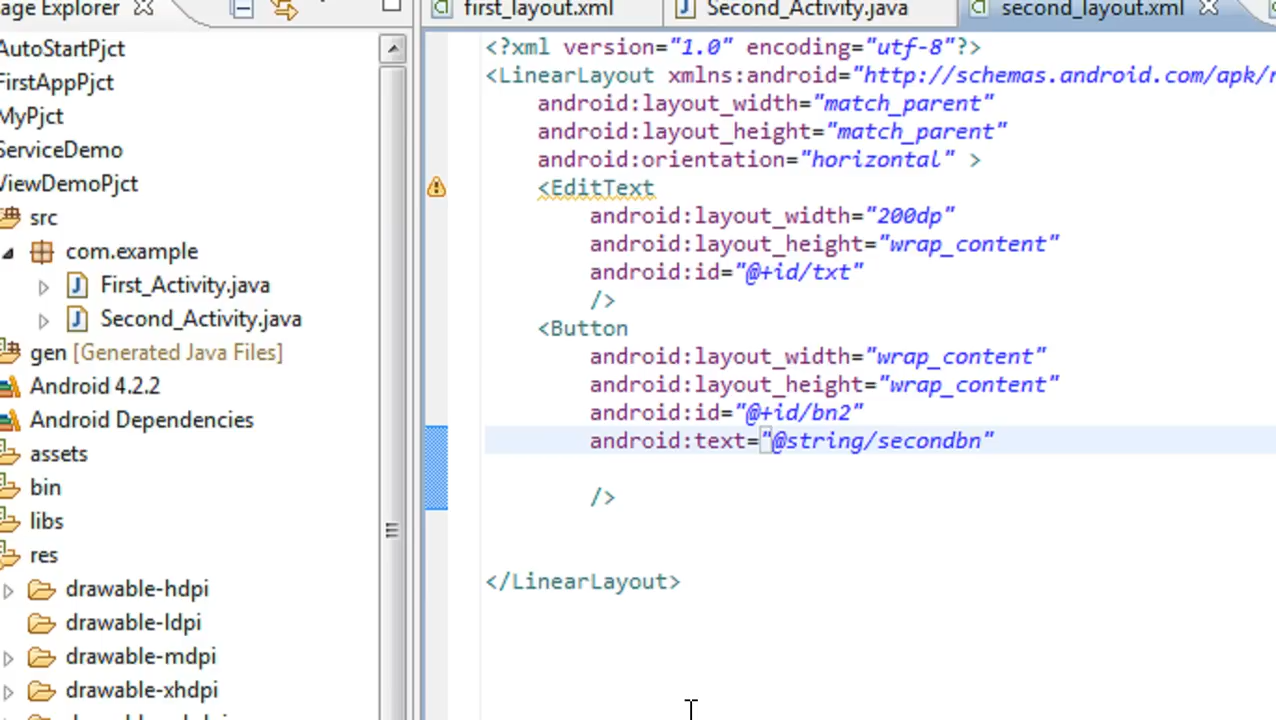 age Explorer
first_layout.xml
Second_Activity.java
second_layout.xml
AutoStartPjct
FirstAppPjct
MyPjct
ServiceDemo
ViewDemoPjct
src
com.example
First_Activity.java
Second_Activity.java
gen [Generated Java Files]
Android 4.2.2
Android Dependencies
assets
bin
libs
res
drawable-hdpi
drawable-ldpi
drawable-mdpi
drawable-xhdpi
<?xml version="1.0" encoding="utf-8"?>
<LinearLayout xmlns:android="http://schemas.android.com/apk/r
android:layout_width="match_parent"
android:layout_height="match_parent"
android:orientation="horizontal" >
<EditText
android:layout_width="200dp"
android:layout_height="wrap_content"
android:id="@+id/txt"
/>
<Button
android:layout_width="wrap_content"
android:layout_height="wrap_content"
android:id="@+id/bn2"
android:text="@string/secondbn"
/>
</LinearLayout>